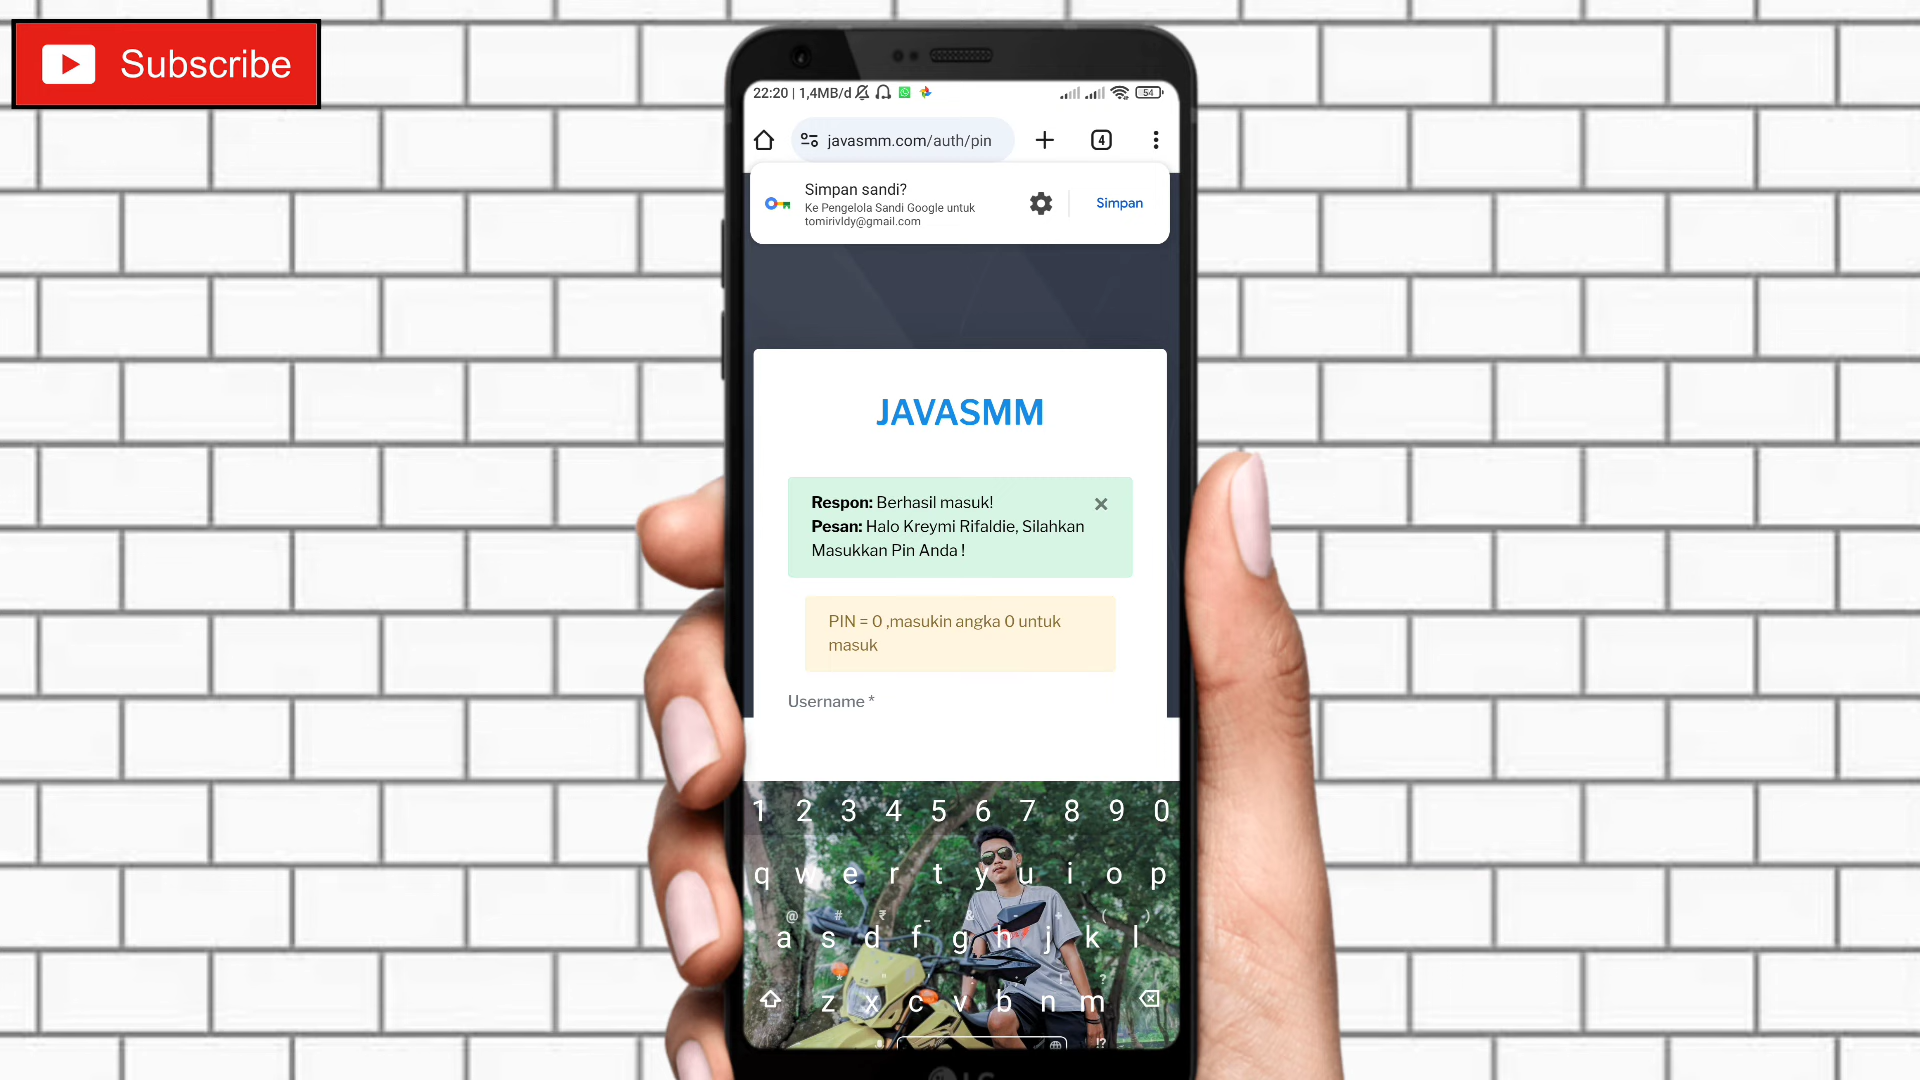 Subscribe
22:20 | 1,4MB/d
54
javasmm.com/auth/pin
4
Simpan sandi?
Ke Pengelola Sandi Google untuk
tomirivldy@gmail.com
Simpan
JAVASMM
Respon: Berhasil masuk!
Pesan: Halo Kreymi Rifaldie, Silahkan
Masukkan Pin Anda !
PIN = 0 ,masukin angka 0 untuk
masuk
Username *
1 2 3 4 5 6 7 8 9 0
q w e r t y u i o p
@ # ₹ _ & - + ( )
a s d f g h j k l
* " ' : ; ! ?
z x c v b n m
!?
LG